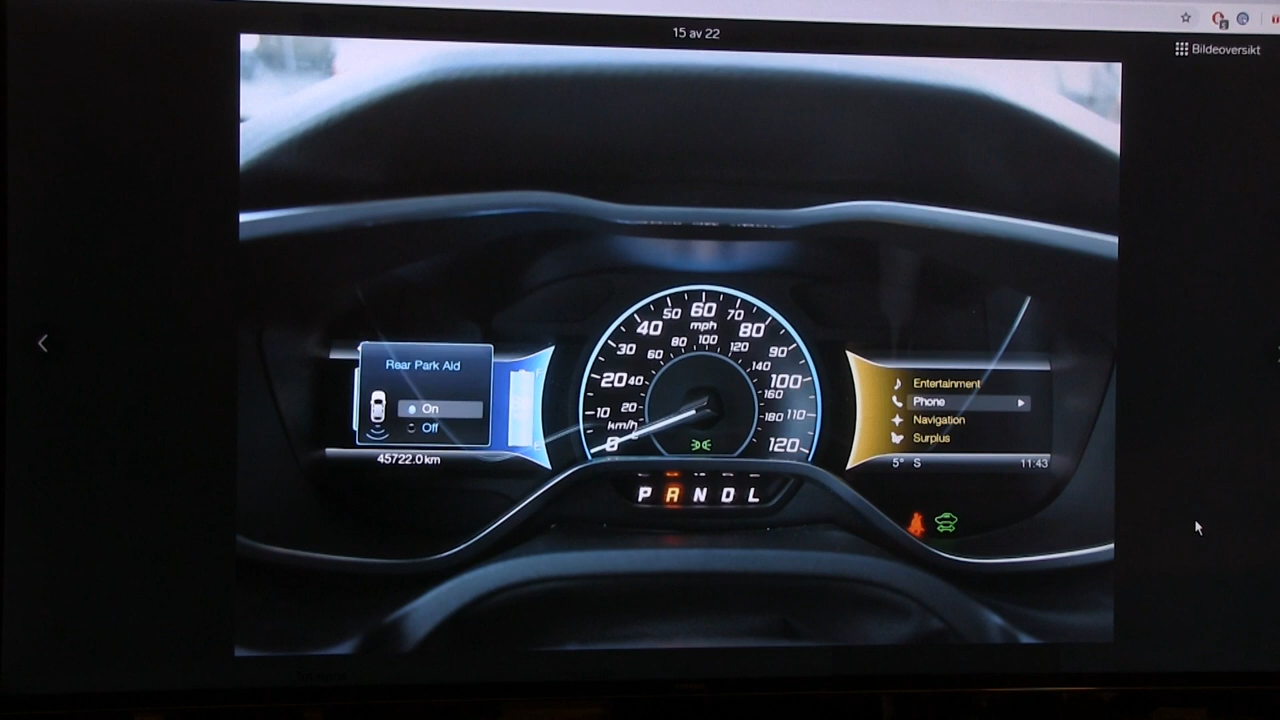 15 av 22
Bildeoversikt
Rear Park Aid
On
Off
45722.0 km
50 60 70
40 mph 80
80 100 120
30 60 90
140
20 40 100
160
10 20 180 110
km/h
0 120
P R N D L
Entertainment
Phone
Navigation
Surplus
5° S 11:43